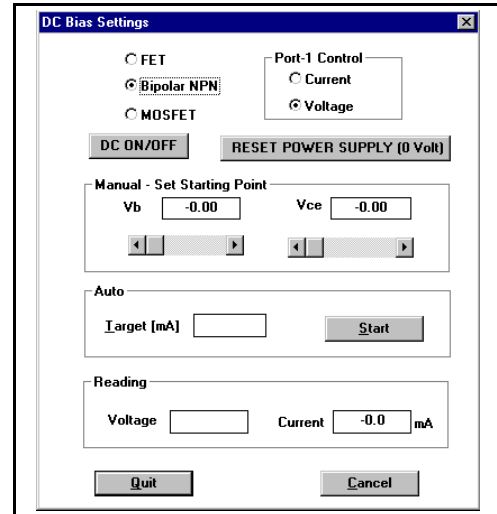 DC Bias Settings
FET
Port-1 Control
Current
Bipolar NPN
Voltage
MOSFET
DC ON/OFF
RESET POWER SUPPLY (0 Volt)
Manual - Set Starting Point
Vb -0.00 Vce -0.00
Auto
Target [mA]
Start
Reading
Voltage Current -0.0 mA
Quit
Cancel